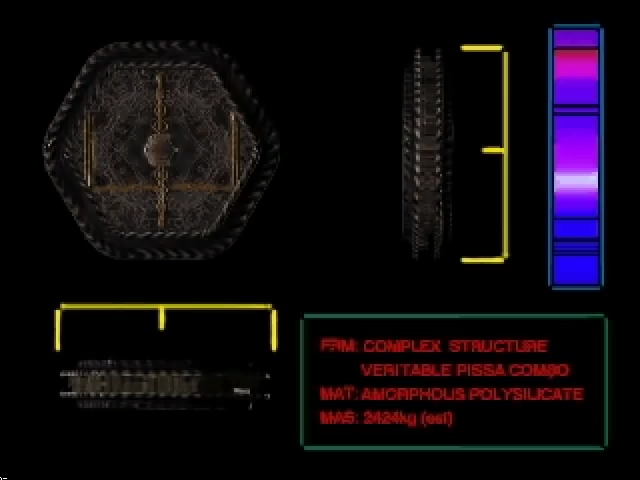 FRM: COMPLEX STRUCTURE
VERITABLE PISSA COMBO
MAT: AMORPHOUS POLYSILICATE
MAS: 2424kg (est)